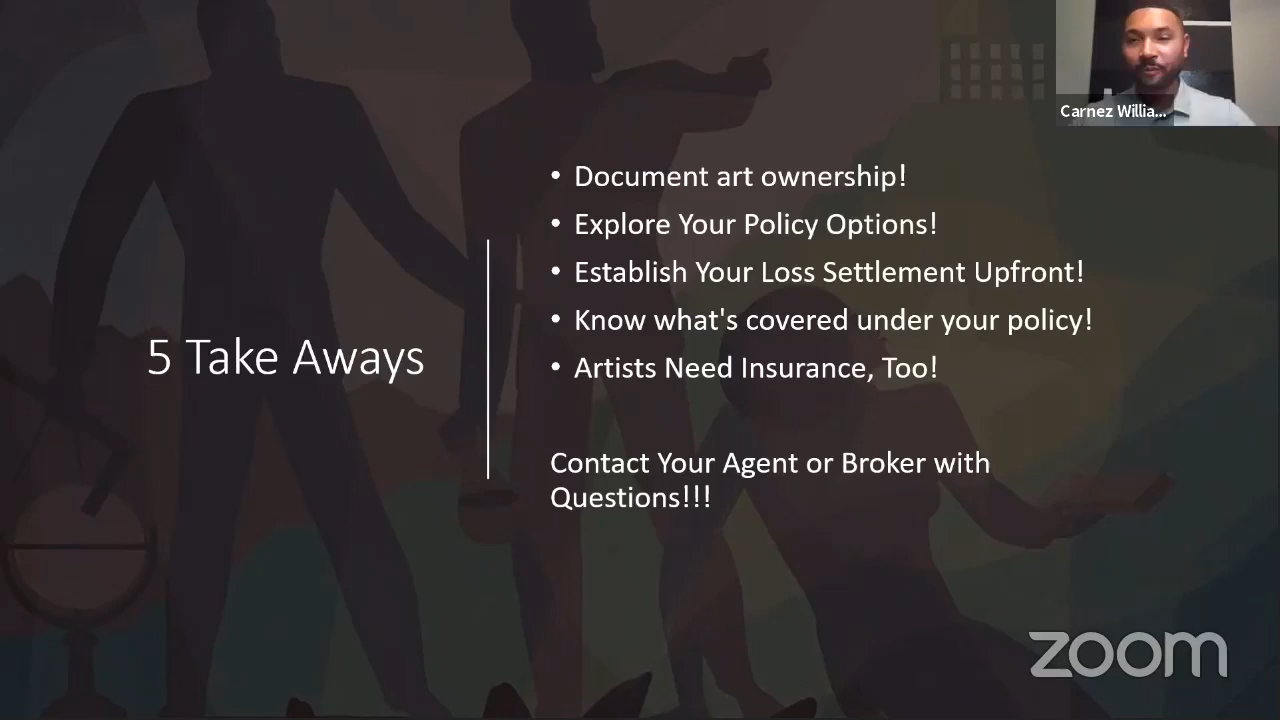 Carnez Willia...
• Document art ownership!
• Explore Your Policy Options!
• Establish Your Loss Settlement Upfront!
• Know what's covered under your policy!
• Artists Need Insurance, Too!
5 Take Aways
Contact Your Agent or Broker with
Questions!!!
zoom